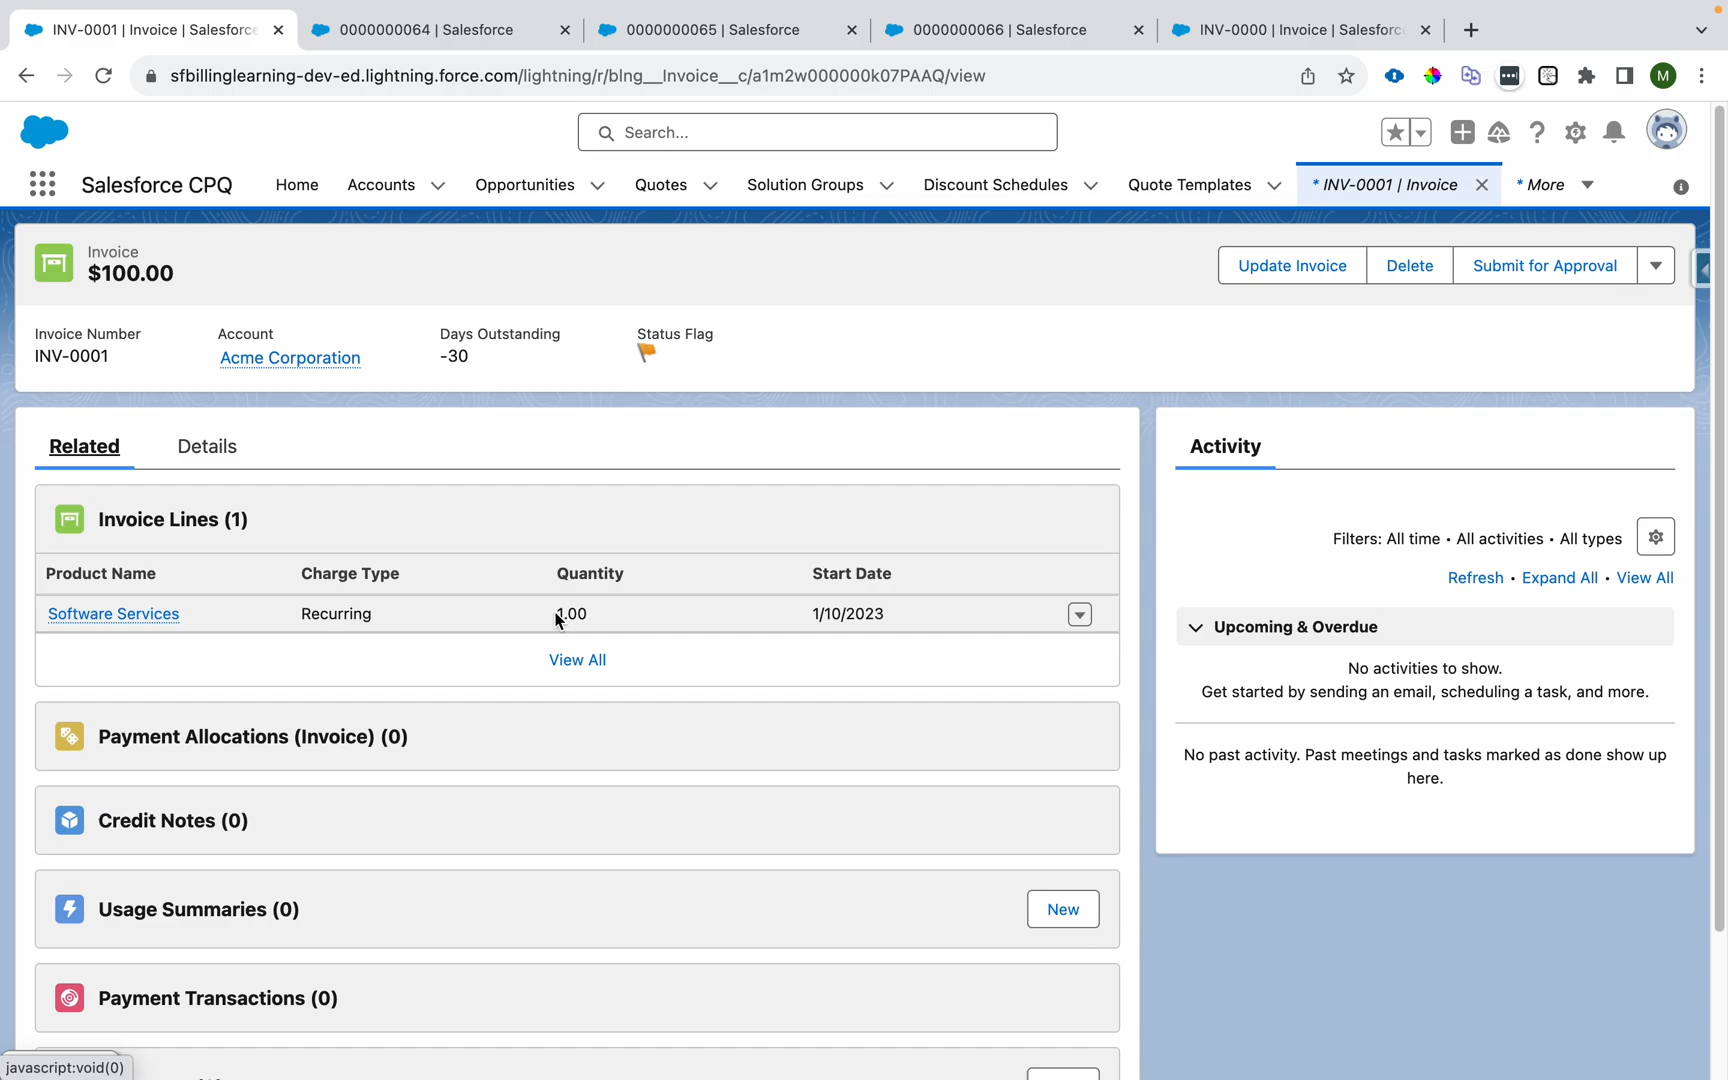 INV-0001 | Invoice | Salesforce
0000000064 | Salesforce
0000000065 | Salesforce
0000000066 | Salesforce
INV-0000 | Invoice | Salesforc
sfbillinglearning-dev-ed.lightning.force.com/lightning/r/blng__Invoice__c/a1m2w000000k07PAAQ/view
M
Search...
Salesforce CPQ
Home
Accounts
Opportunities
Quotes
Solution Groups
Discount Schedules
Quote Templates
* INV-0001 | Invoice
* More
Invoice
$100.00
Update Invoice
Delete
Submit for Approval
Invoice Number
Account
Days Outstanding
Status Flag
INV-0001
Acme Corporation
-30
Related
Details
Activity
Invoice Lines (1)
Product Name
Charge Type
Quantity
Start Date
Software Services
Recurring
1.00
1/10/2023
View All
Filters: All time • All activities • All types
Refresh • Expand All • View All
Upcoming & Overdue
No activities to show.
Get started by sending an email, scheduling a task, and more.
No past activity. Past meetings and tasks marked as done show up
here.
Payment Allocations (Invoice) (0)
Credit Notes (0)
Usage Summaries (0)
New
Payment Transactions (0)
javascript:void(0)